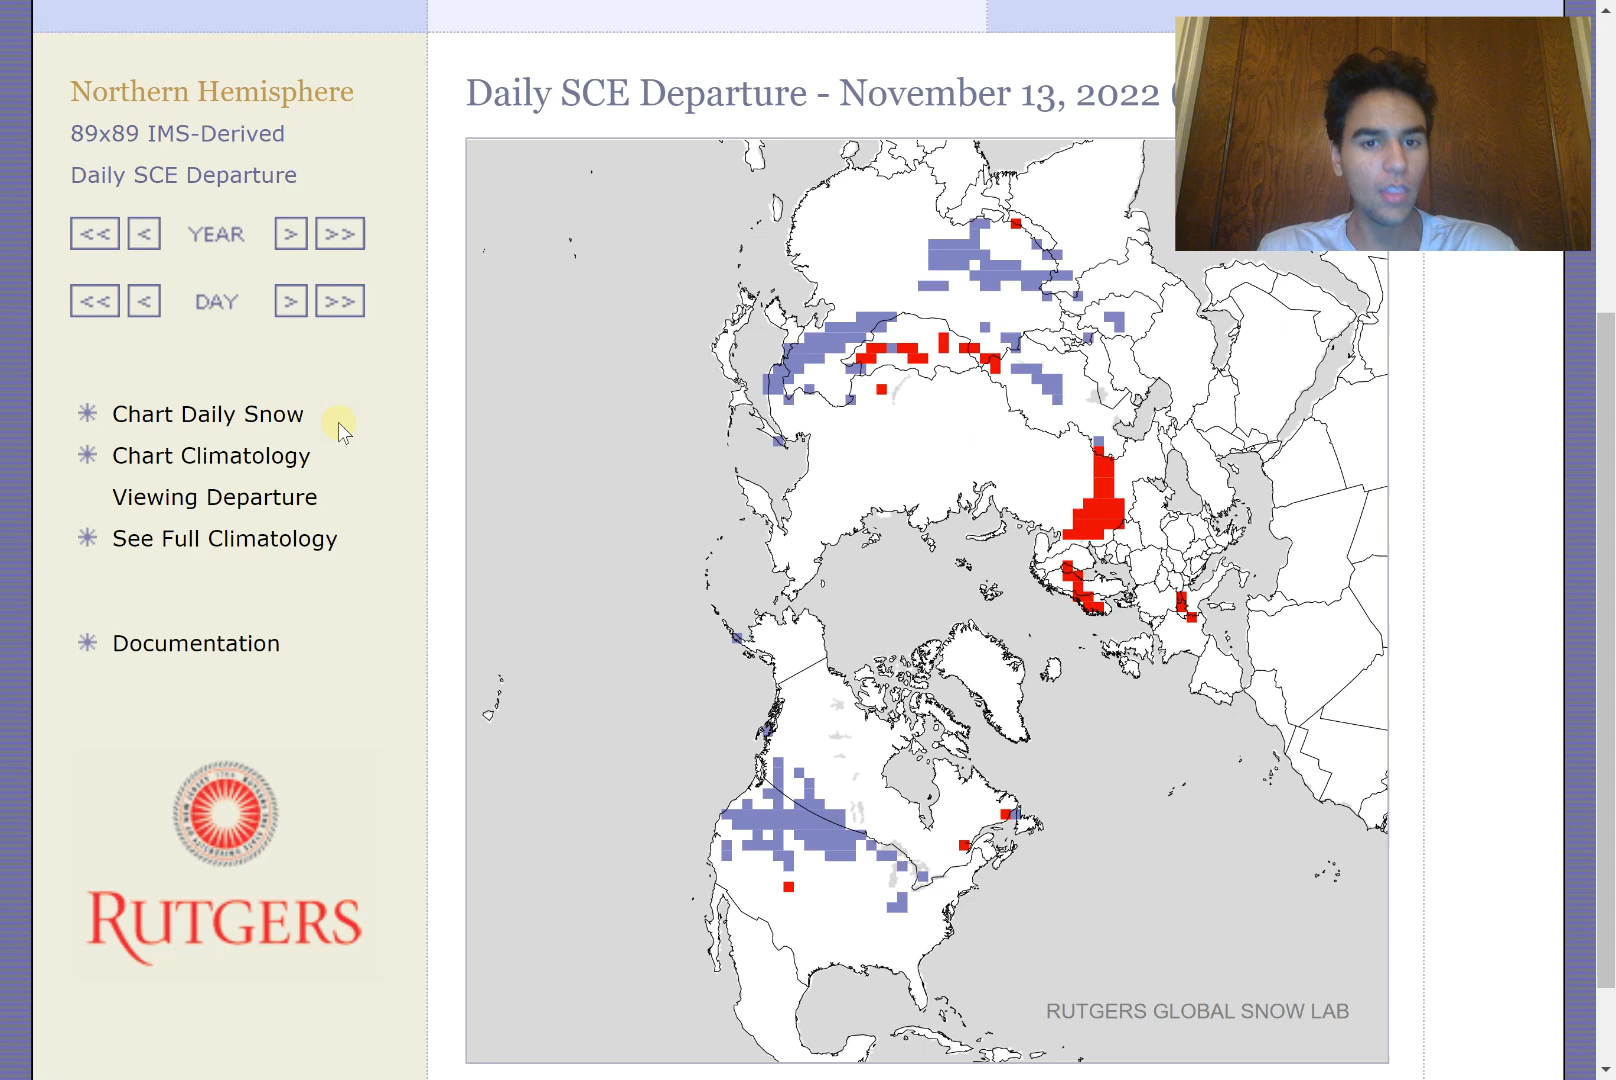 Northern Hemisphere
89x89 IMS-Derived
Daily SCE Departure
<< < YEAR > >>
<< < DAY > >>
Chart Daily Snow
Chart Climatology
Viewing Departure
See Full Climatology
Documentation
RUTGERS
Daily SCE Departure - November 13, 2022 (
RUTGERS GLOBAL SNOW LAB